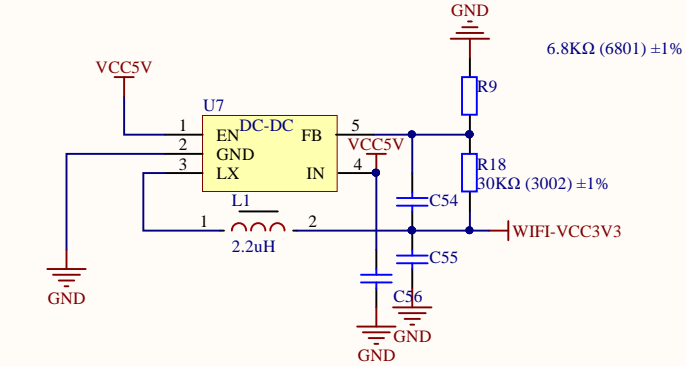 GND
6.8KΩ (6801) ±1%
VCC5V
R9
U7
DC-DC
1
EN
FB
5
2
GND
VCC5V
3
LX
IN
4
R18
30KΩ (3002) ±1%
L1
C54
1
2
WIFI-VCC3V3
2.2uH
C55
GND
C56
GND
GND